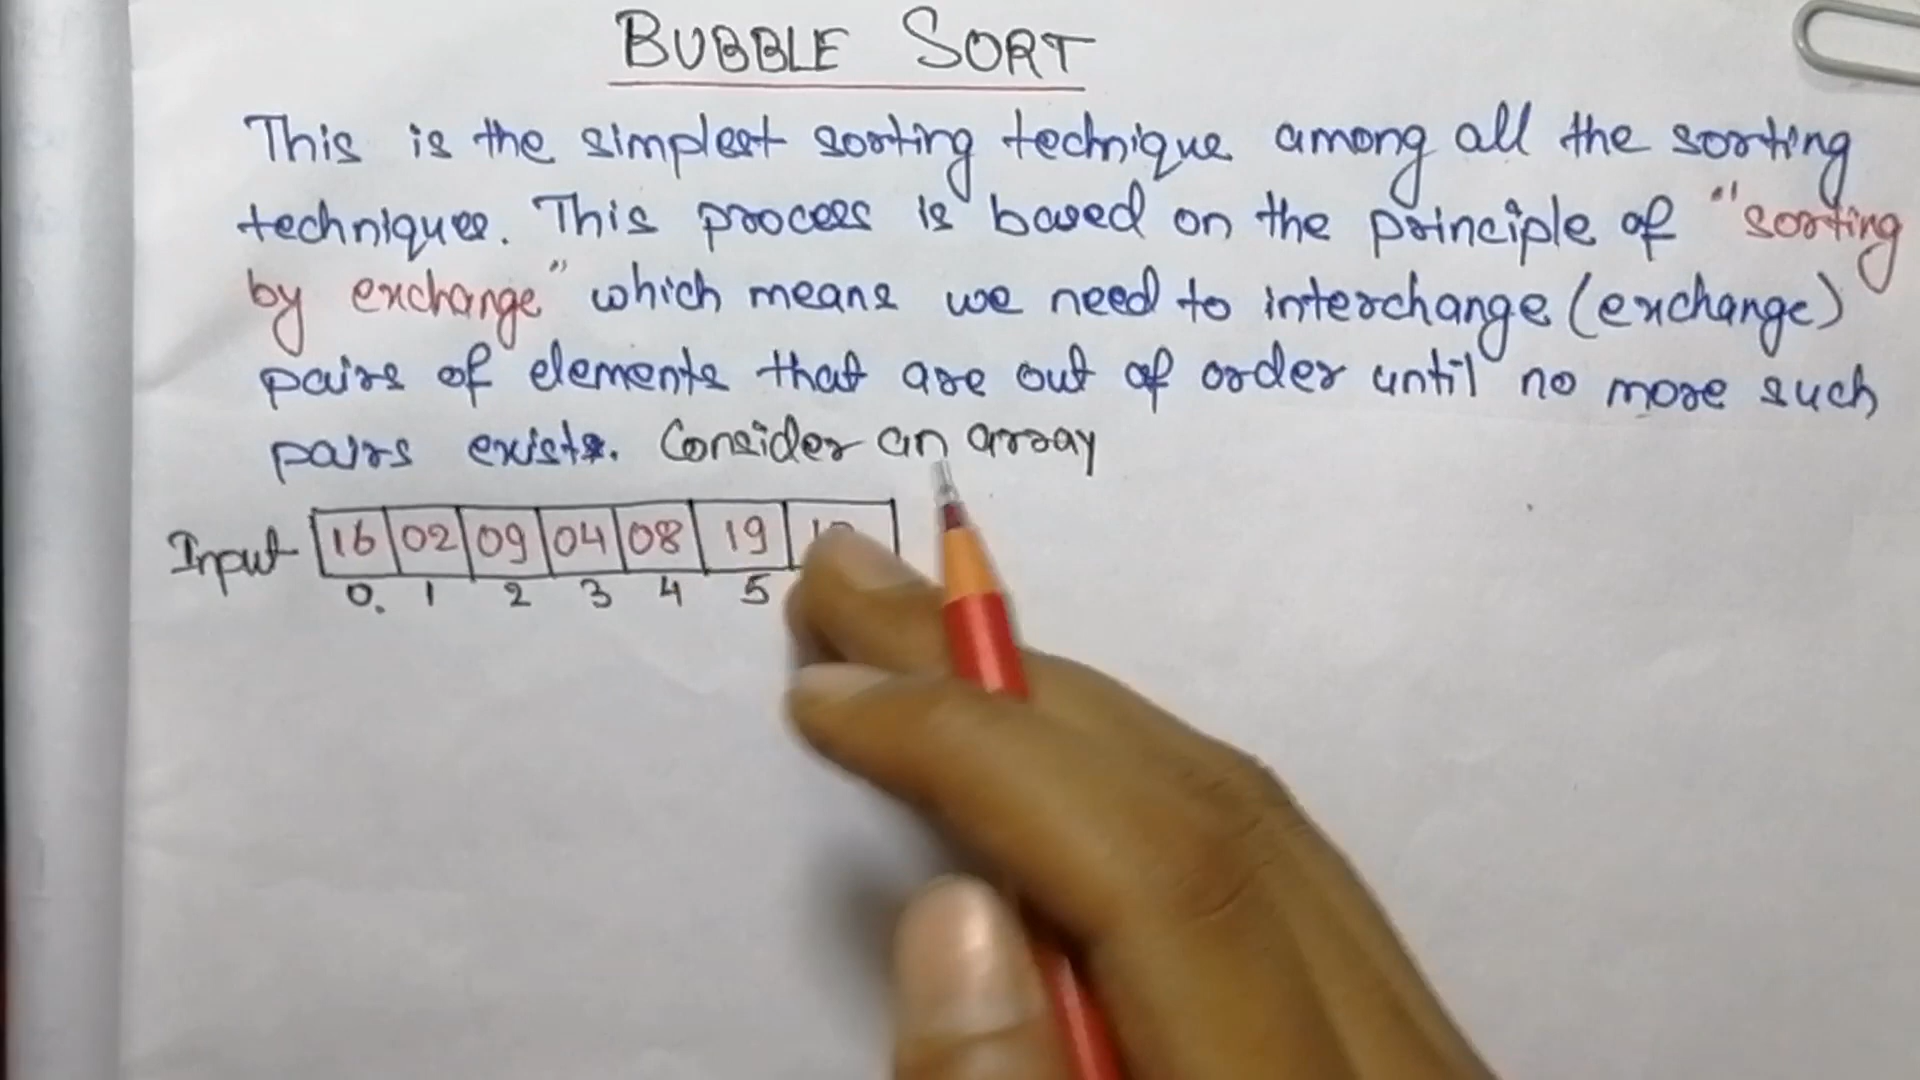 BUBBLE SORT
This is the simplest sorting technique among all the sorting
techniques. This process is based on the principle of "sorting
by exchange" which means we need to interchange (exchange)
pairs of elements that are out of order until no more such
pairs exists. Consider an array
Input 16 02 09 04 08 19
0. 1 2 3 4 5